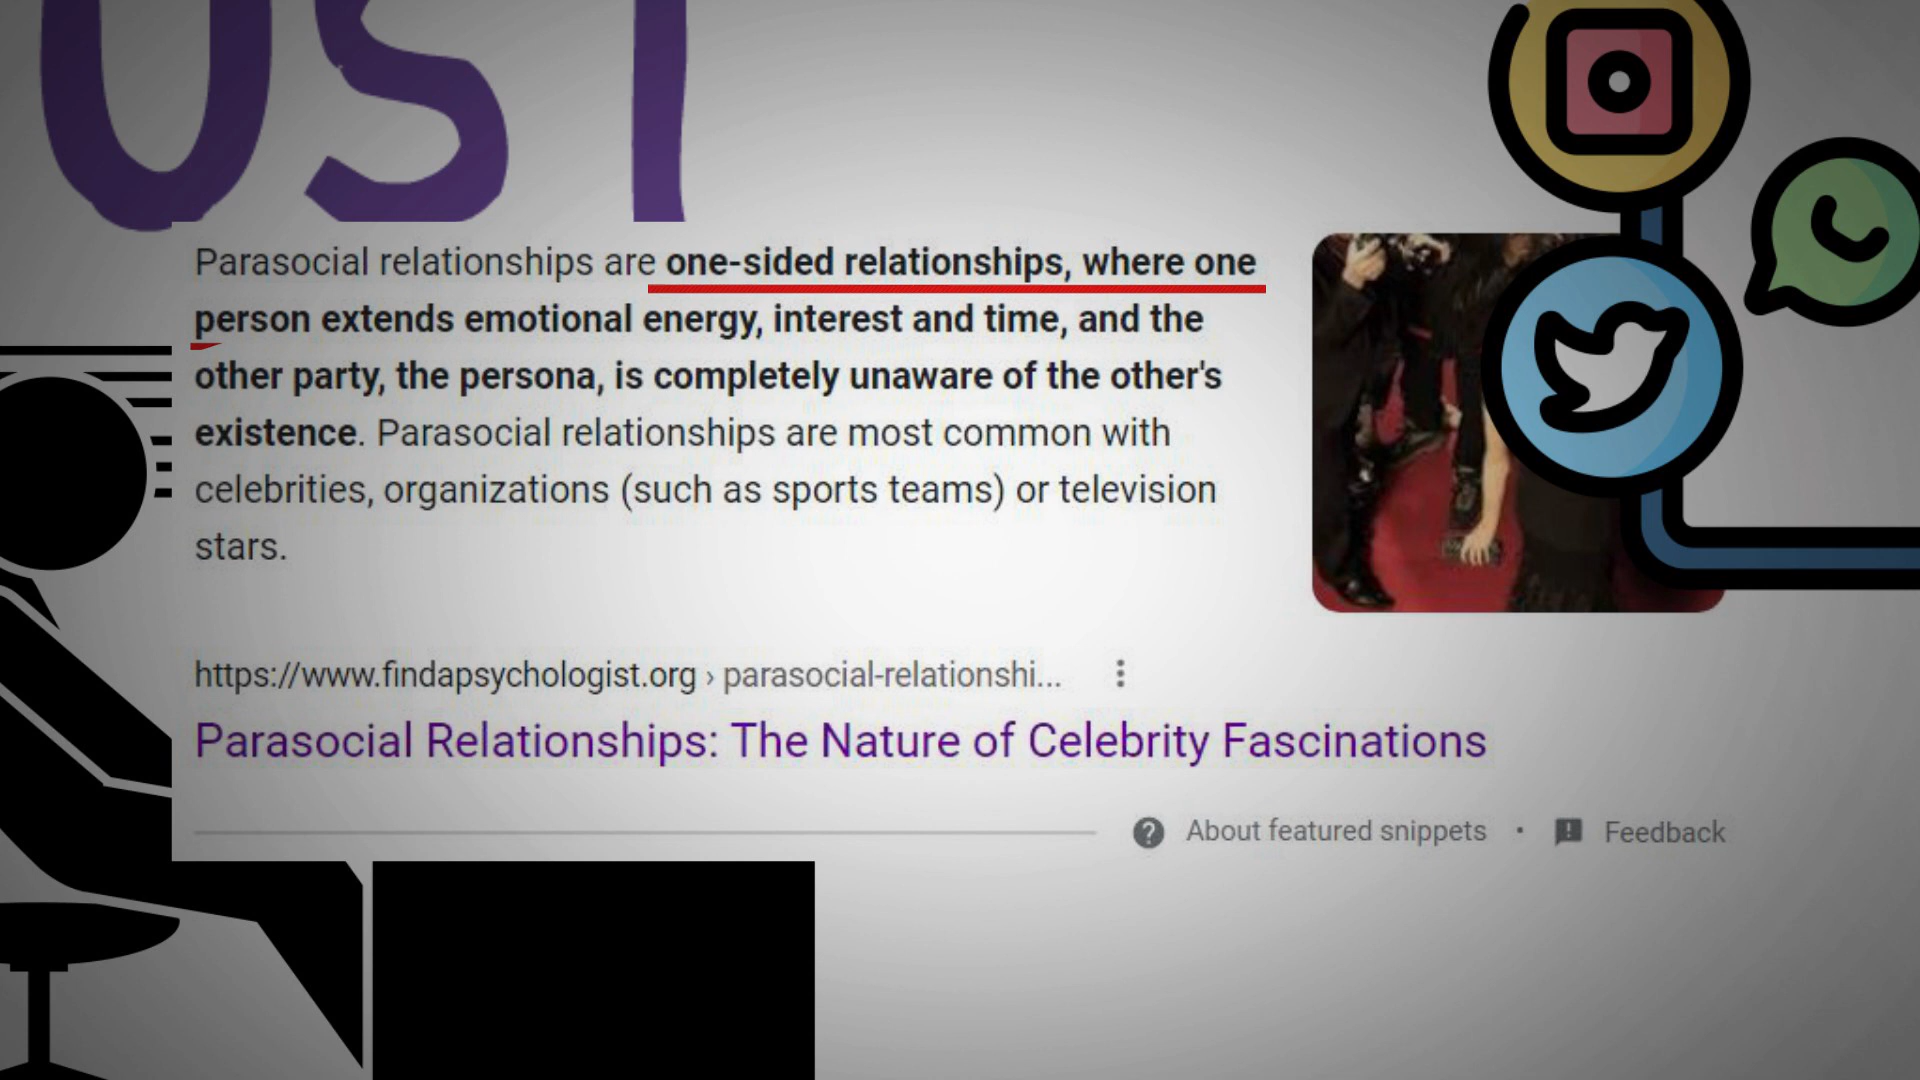 UST
Parasocial relationships are one-sided relationships, where one
person extends emotional energy, interest and time, and the
other party, the persona, is completely unaware of the other's
existence. Parasocial relationships are most common with
celebrities, organizations (such as sports teams) or television
stars.
https://www.findapsychologist.org › parasocial-relationshi...
Parasocial Relationships: The Nature of Celebrity Fascinations
About featured snippets • Feedback